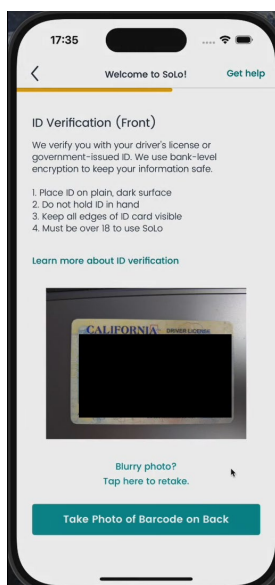 17:35
Welcome to SoLo!
Get help
ID Verification (Front)
We verify you with your driver's license or
government-issued ID. We use bank-level
encryption to keep your information safe.
1. Place ID on plain, dark surface
2. Do not hold ID in hand
3. Keep all edges of ID card visible
4. Must be over 18 to use SoLo
Learn more about ID verification
CALIFORNIA DRIVER LICENSE
Blurry photo?
Tap here to retake.
Take Photo of Barcode on Back